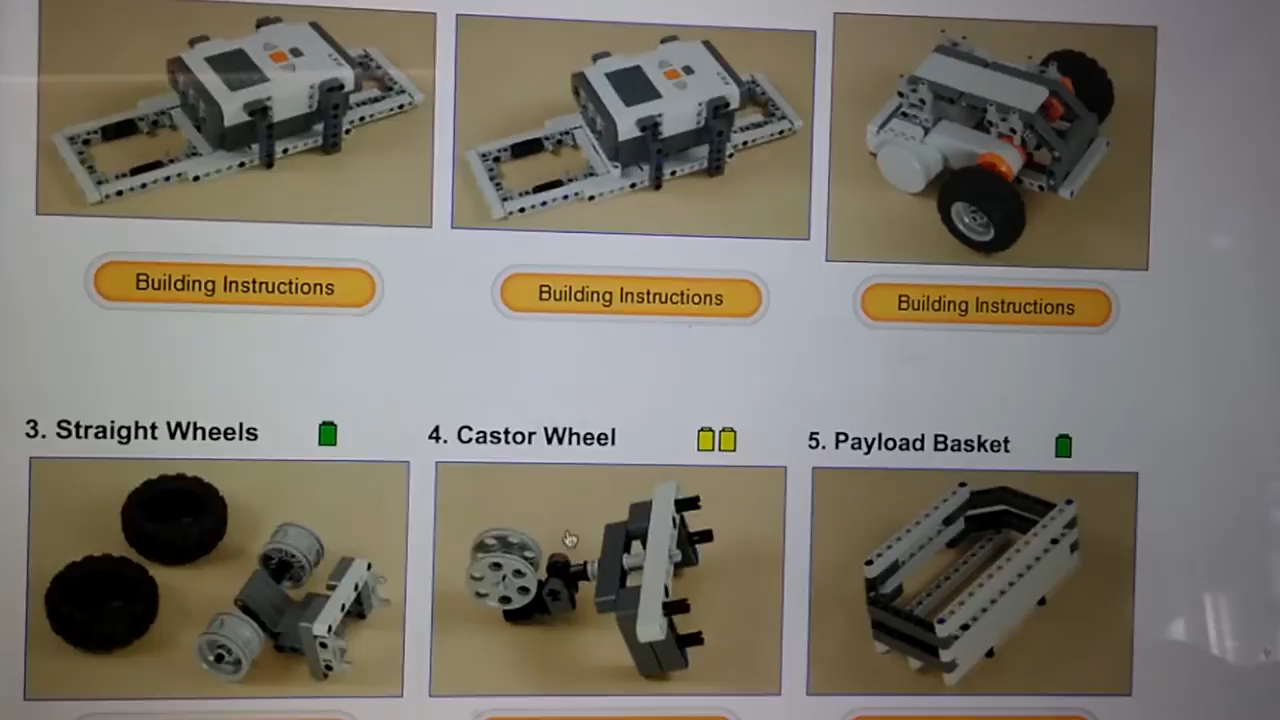 Building Instructions
Building Instructions
Building Instructions
3. Straight Wheels
4. Castor Wheel
5. Payload Basket